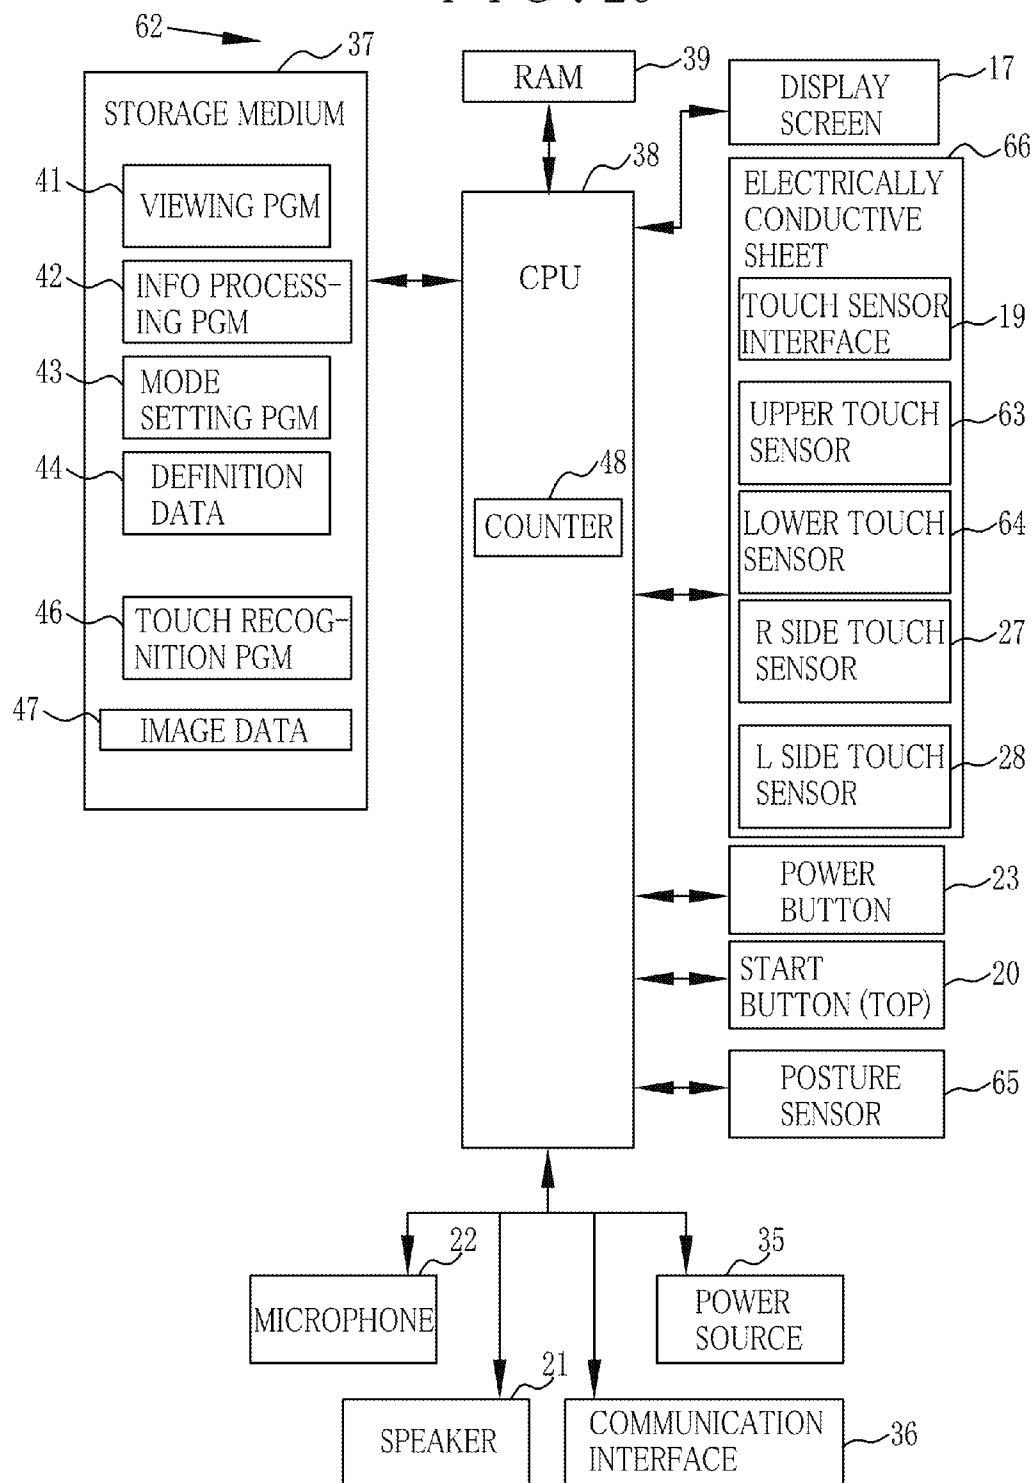 62
37
STORAGE MEDIUM
41
VIEWING PGM
42
INFO PROCESS-
ING PGM
43
MODE
SETTING PGM
44
DEFINITION
DATA
46
TOUCH RECOG-
NITION PGM
47
IMAGE DATA
RAM
39
38
CPU
48
COUNTER
17
DISPLAY
SCREEN
66
ELECTRICALLY
CONDUCTIVE
SHEET
TOUCH SENSOR
INTERFACE
19
UPPER TOUCH
SENSOR
63
LOWER TOUCH
SENSOR
64
R SIDE TOUCH
SENSOR
27
L SIDE TOUCH
SENSOR
28
POWER
BUTTON
23
START
BUTTON (TOP)
20
POSTURE
SENSOR
65
22
MICROPHONE
35
POWER
SOURCE
21
SPEAKER
COMMUNICATION
INTERFACE
36